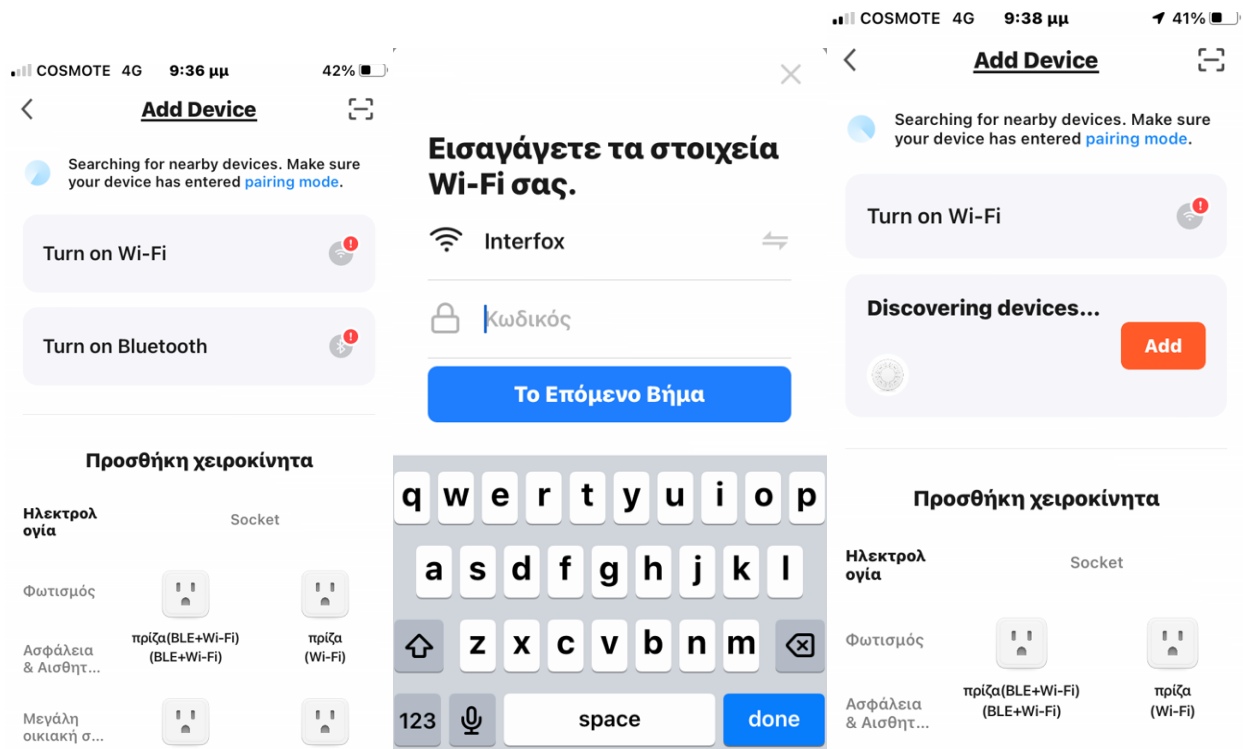 COSMOTE 4G 9:36 μμ 42%
Add Device
Searching for nearby devices. Make sure
your device has entered pairing mode.
Turn on Wi-Fi
Turn on Bluetooth
Προσθήκη χειροκίνητα
Ηλεκτρολ
ογία
Socket
Φωτισμός
πρίζα(BLE+Wi-Fi)
(BLE+Wi-Fi)
πρίζα
(Wi-Fi)
Ασφάλεια
& Αισθητ...
Μεγάλη
οικιακή σ...
Εισαγάγετε τα στοιχεία
Wi-Fi σας.
Interfox
Κωδικός
Το Επόμενο Βήμα
q w e r t y u i o p
a s d f g h j k l
z x c v b n m
123 space done
COSMOTE 4G 9:38 μμ 41%
Add Device
Searching for nearby devices. Make sure
your device has entered pairing mode.
Turn on Wi-Fi
Discovering devices...
Add
Προσθήκη χειροκίνητα
Ηλεκτρολ
ογία
Socket
Φωτισμός
πρίζα(BLE+Wi-Fi)
(BLE+Wi-Fi)
πρίζα
(Wi-Fi)
Ασφάλεια
& Αισθητ...